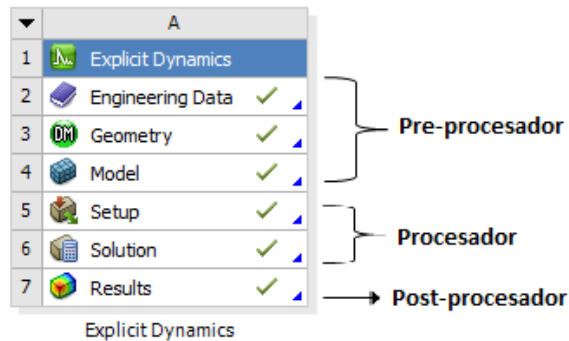 A
1 Explicit Dynamics
2 Engineering Data
3 DM Geometry
4 Model
5 Setup
6 Solution
7 Results
Explicit Dynamics
Pre-procesador
Procesador
Post-procesador